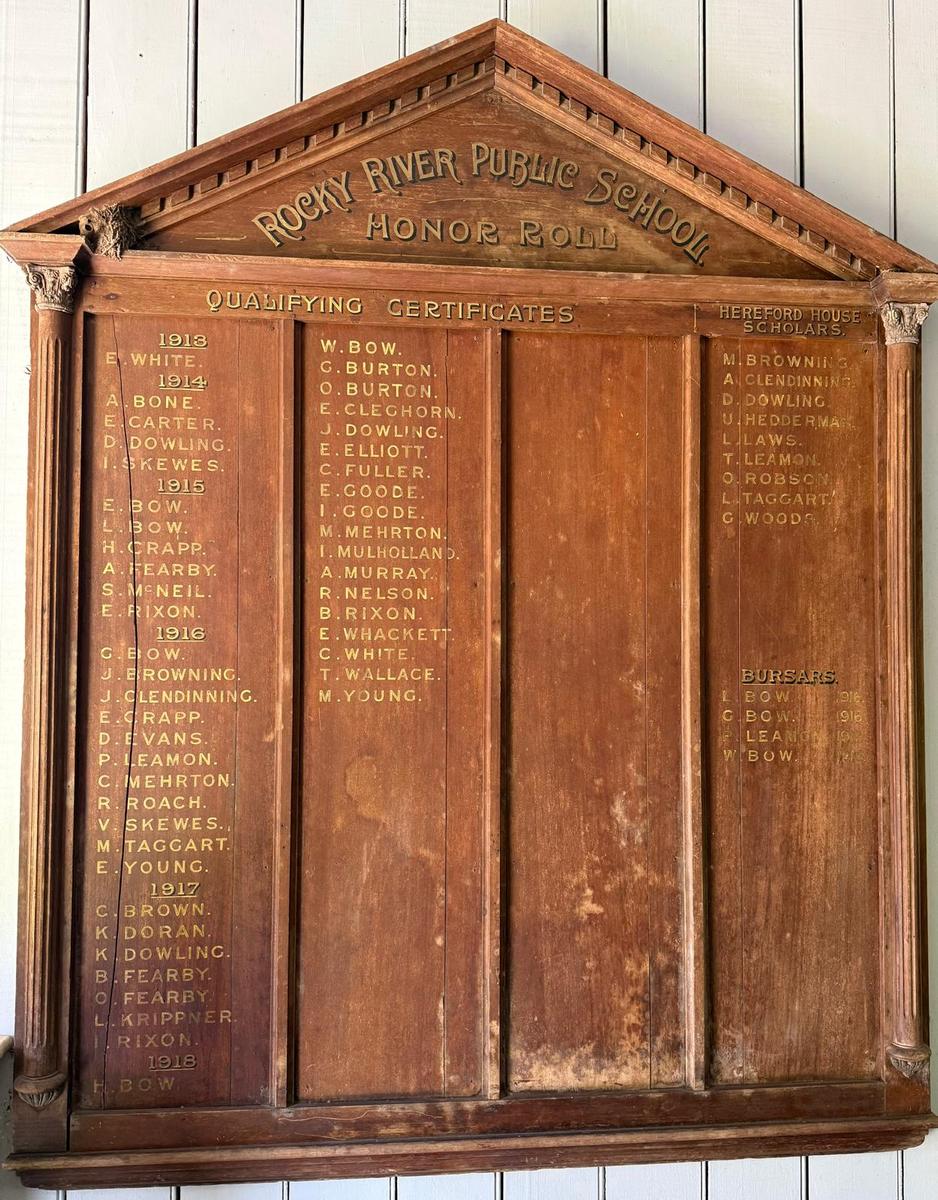 ROCKY RIVER PUBLIC SCHOOL
HONOR ROLL
QUALIFYING CERTIFICATES
1913
E. WHITE.
1914
A. BONE.
E. CARTER.
D. DOWLING.
I. SKEWES.
1915
E. BOW.
L. BOW.
H. CRAPP.
A. FEARBY.
S. McNEIL.
E. RIXON.
1916
G. BOW.
J. BROWNING.
J. CLENDINNING.
E. CRAPP.
D. EVANS.
P. LEAMON.
C. MEHRTON.
R. ROACH.
V. SKEWES.
M. TAGGART.
E. YOUNG.
1917
C. BROWN.
K. DORAN.
K. DOWLING.
B. FEARBY.
O. FEARBY.
L. KRIPPNER.
I. RIXON.
1918
H. BOW
W. BOW.
G. BURTON.
O. BURTON.
E. CLEGHORN.
J. DOWLING.
E. ELLIOTT.
C. FULLER.
E. GOODE.
I. GOODE.
M. MEHRTON.
I. MULHOLLAND.
A. MURRAY.
R. NELSON.
B. RIXON.
E. WHACKETT.
C. WHITE.
T. WALLACE.
M. YOUNG.
HEREFORD HOUSE
SCHOLARS.
M. BROWNING.
A. CLENDINNING.
D. DOWLING.
U. HEDDERMAN.
L. LAWS.
T. LEAMON.
O. ROBSON.
L. TAGGART.
G. WOODS.
BURSARS.
L. BOW. 1916.
G. BOW. 1916.
P. LEAMON
W. BOW.